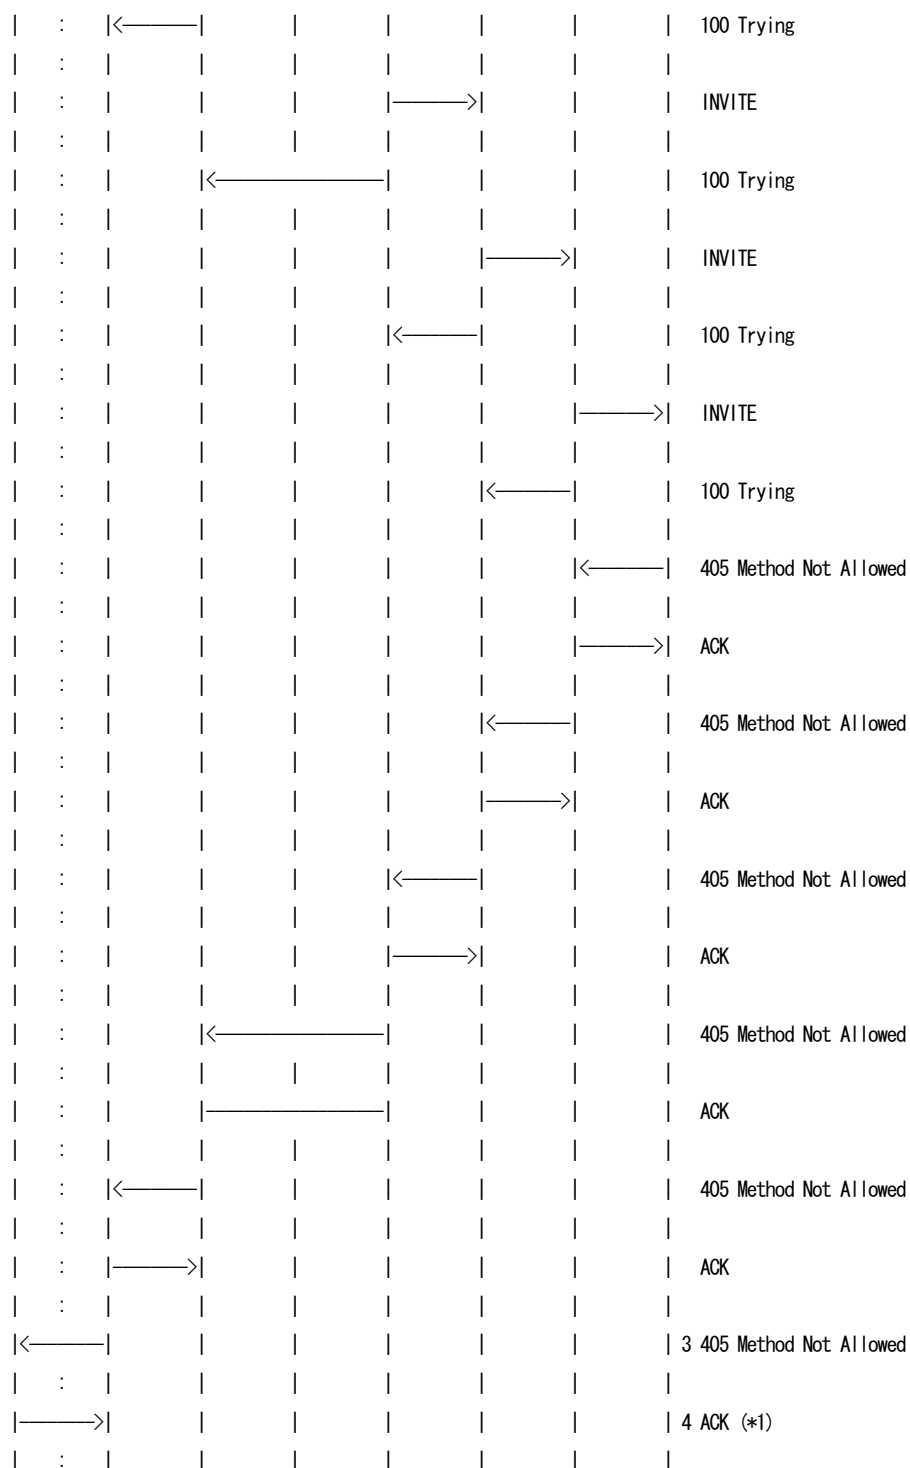 100 Trying
INVITE
100 Trying
INVITE
100 Trying
INVITE
100 Trying
405 Method Not Allowed
ACK
405 Method Not Allowed
ACK
405 Method Not Allowed
ACK
405 Method Not Allowed
ACK
405 Method Not Allowed
ACK
3 405 Method Not Allowed
4 ACK (*1)